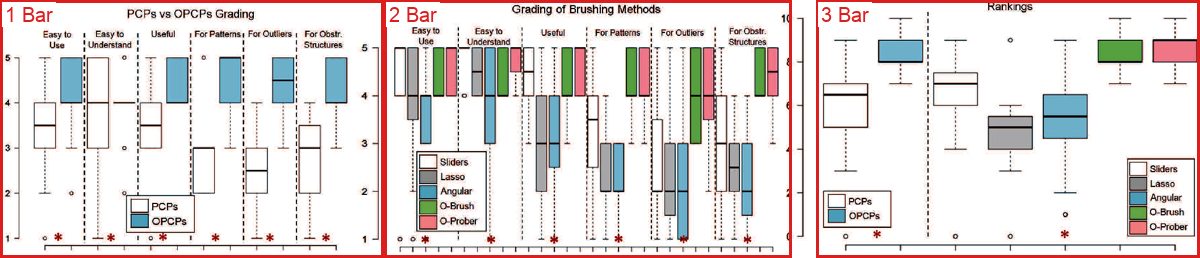 1 Bar
PCPs vs OPCPs Grading
Easy to Use
Easy to Understand
Useful
For Patterns
For Outliers
For Obstr. Structures
5
4
3
2
1
PCPs
OPCPs
* * * * * *
2 Bar
Grading of Brushing Methods
Easy to Use
Easy to Understand
Useful
For Patterns
For Outliers
For Obstr. Structures
5
4
3
2
1
Sliders
Lasso
Angular
O-Brush
O-Prober
* * * * * *
3 Bar
Rankings
10
8
6
4
2
0
PCPs
OPCPs
Sliders
Lasso
Angular
O-Brush
O-Prober
* *